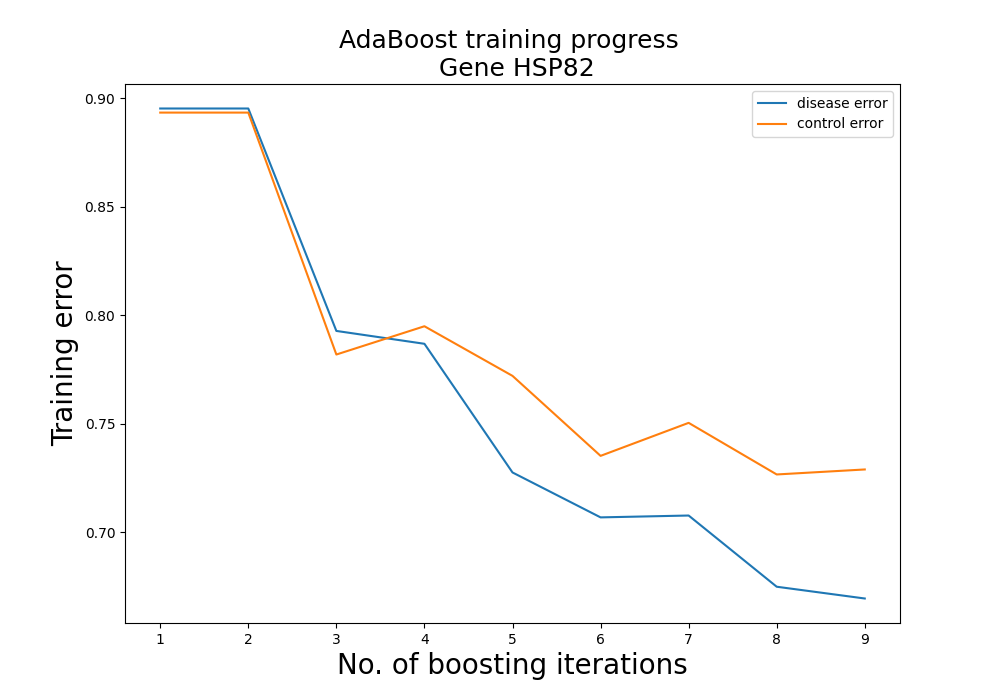 AdaBoost training progress
Gene HSP82
disease error
control error
0.90
0.85
0.80
0.75
0.70
Training error
1 2 3 4 5 6 7 8 9
No. of boosting iterations